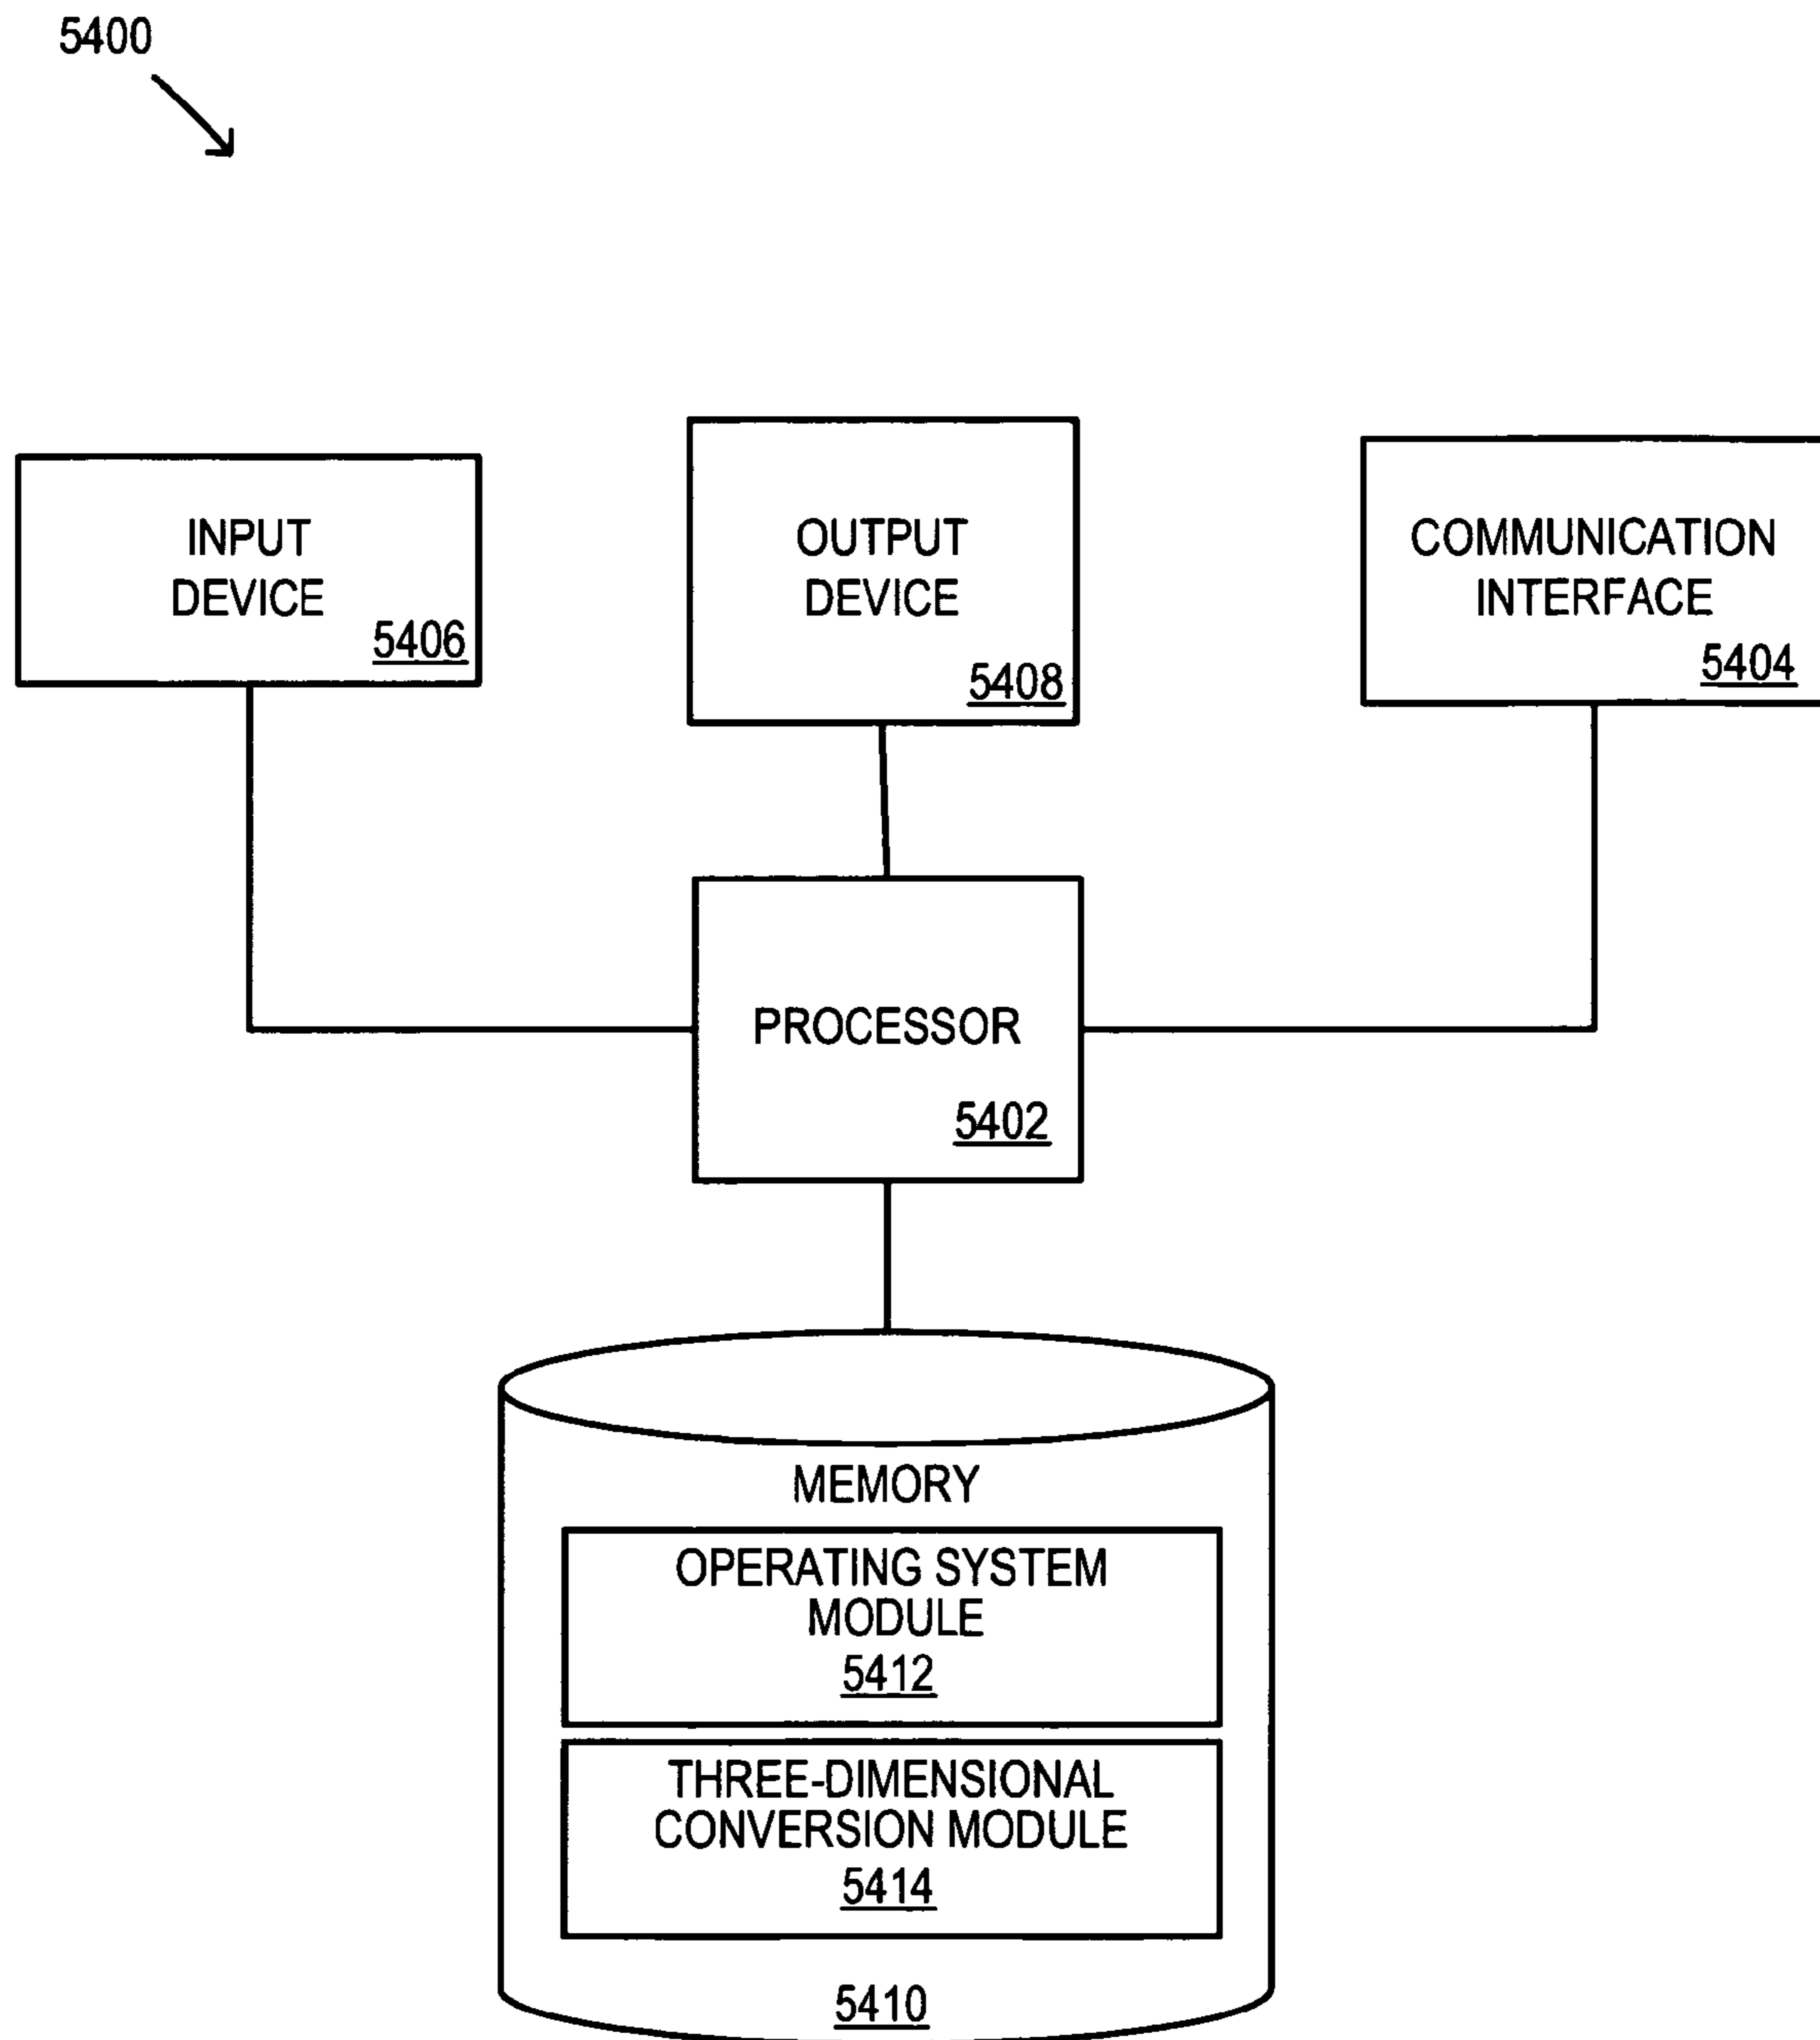 5400
INPUT
DEVICE
5406
OUTPUT
DEVICE
5408
COMMUNICATION
INTERFACE
5404
PROCESSOR
5402
MEMORY
OPERATING SYSTEM
MODULE
5412
THREE-DIMENSIONAL
CONVERSION MODULE
5414
5410